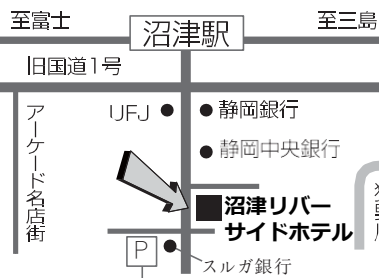 至富士
沼津駅
至三島
旧国道1号
アーケード名店街
UFJ
静岡銀行
静岡中央銀行
沼津リバー
サイドホテル
P
スルガ銀行